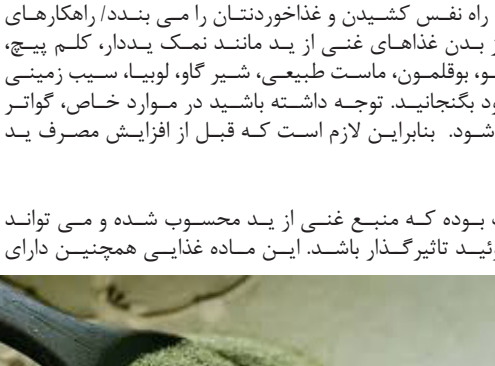 راه نفس کشیدن و غذاخوردنتان را می بندد/ راهکارهای
بدن غذاهای غنی از ید مانند نمک یددار، کلم پیچ،
بوقلمون، ماست طبیعی، شیر گاو، لوبیا، سیب زمینی
بگنجانید. توجه داشته باشید در موارد خاص، گواتر
شود. بنابراین لازم است که قبل از افزایش مصرف ید
بوده که منبع غنی از ید محسوب شده و می تواند
تاثیرگذار باشد. این ماده غذایی همچنین دارای